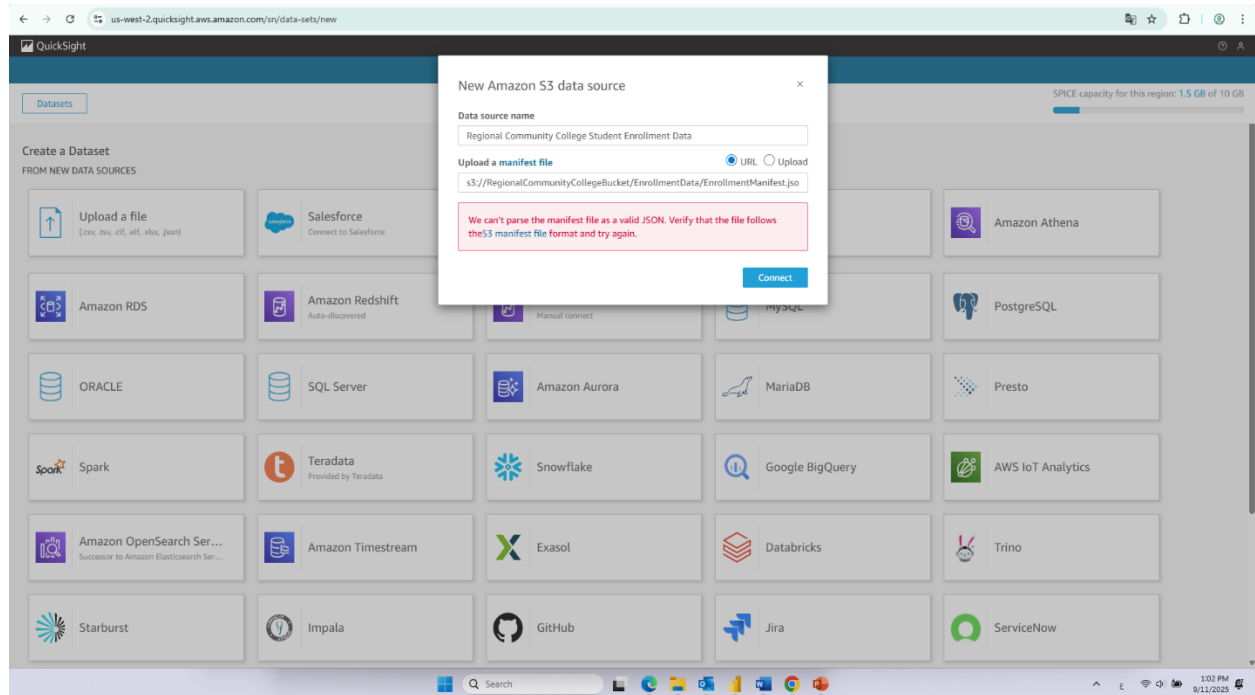 us-west-2.quicksight.aws.amazon.com/sn/data-sets/new
QuickSight
Datasets
SPICE capacity for this region: 1.5 GB of 10 GB
New Amazon S3 data source
×
Data source name
Regional Community College Student Enrollment Data
Upload a manifest file
URL
Upload
s3://RegionalCommunityCollegeBucket/EnrollmentData/EnrollmentManifest.jso
We can't parse the manifest file as a valid JSON. Verify that the file follows
theS3 manifest file format and try again.
Connect
Create a Dataset
FROM NEW DATA SOURCES
Upload a file
(.csv, .tsv, .clf, .elf, .xlsx, .json)
salesforce
Salesforce
Connect to Salesforce
Amazon Athena
Amazon RDS
Amazon Redshift
Auto-discovered
Manual connect
MySQL
PostgreSQL
ORACLE
SQL Server
Amazon Aurora
MariaDB
Presto
Spark
Spark
Teradata
Provided by Teradata
Snowflake
Google BigQuery
AWS IoT Analytics
Amazon OpenSearch Ser...
Successor to Amazon Elasticsearch Ser...
Amazon Timestream
Exasol
Databricks
Trino
Starburst
Impala
GitHub
Jira
ServiceNow
Search
ع
1:02 PM
9/11/2025